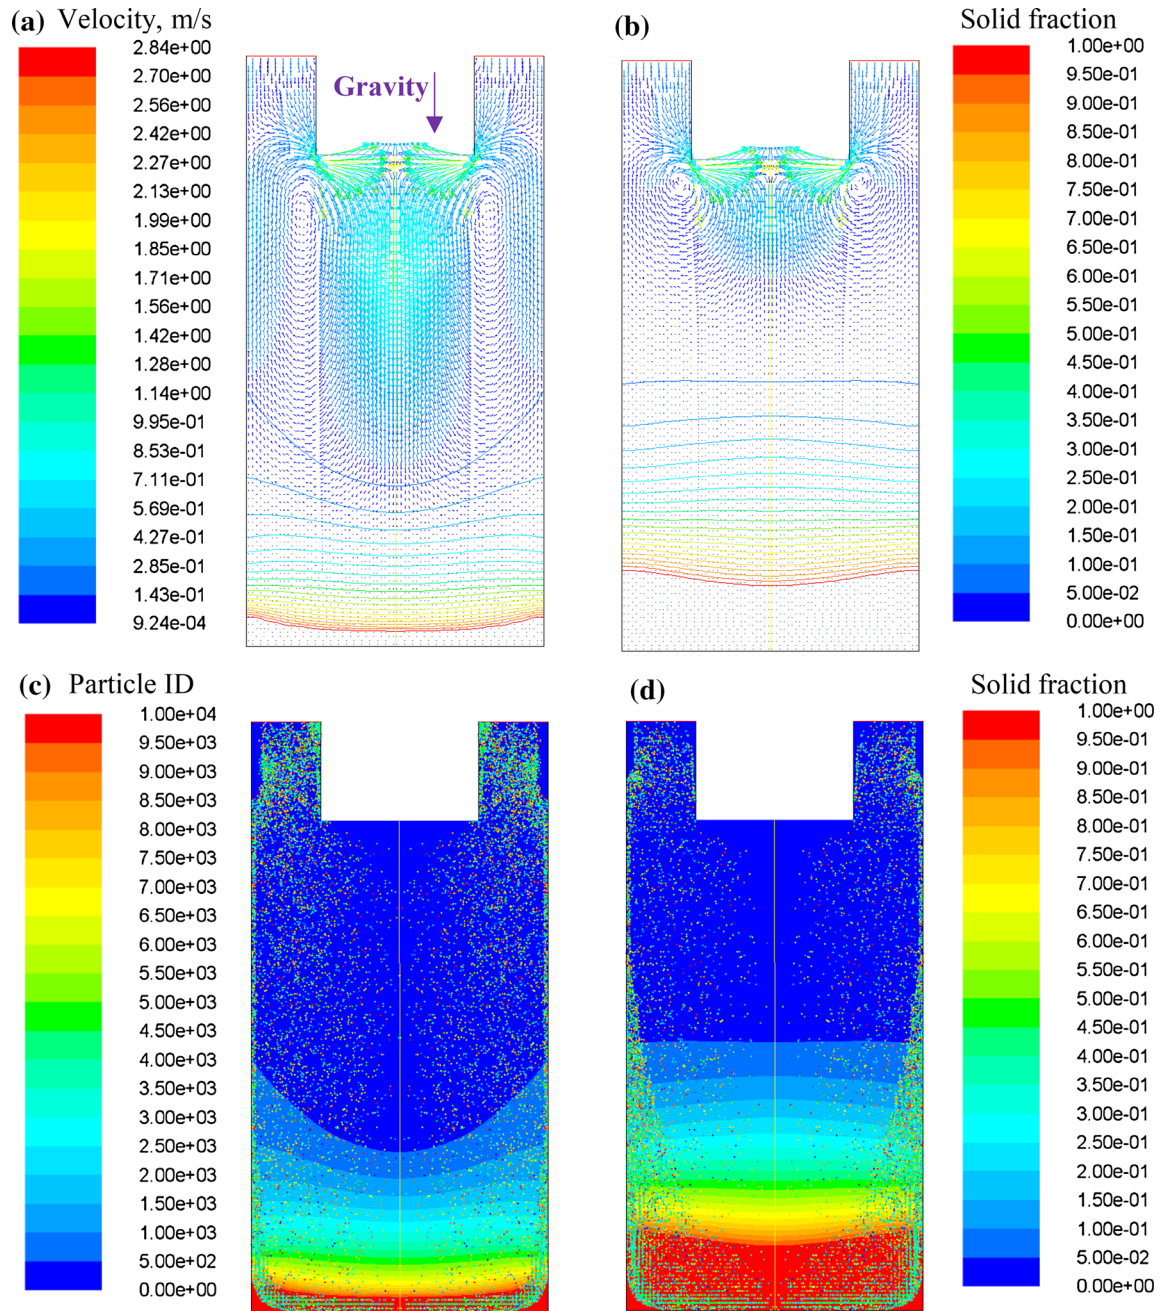 (a) Velocity, m/s
2.84e+00
2.70e+00
2.56e+00
2.42e+00
2.27e+00
2.13e+00
1.99e+00
1.85e+00
1.71e+00
1.56e+00
1.42e+00
1.28e+00
1.14e+00
9.95e-01
8.53e-01
7.11e-01
5.69e-01
4.27e-01
2.85e-01
1.43e-01
9.24e-04
Gravity
(b) Solid fraction
1.00e+00
9.50e-01
9.00e-01
8.50e-01
8.00e-01
7.50e-01
7.00e-01
6.50e-01
6.00e-01
5.50e-01
5.00e-01
4.50e-01
4.00e-01
3.50e-01
3.00e-01
2.50e-01
2.00e-01
1.50e-01
1.00e-01
5.00e-02
0.00e+00
(c) Particle ID
1.00e+04
9.50e+03
9.00e+03
8.50e+03
8.00e+03
7.50e+03
7.00e+03
6.50e+03
6.00e+03
5.50e+03
5.00e+03
4.50e+03
4.00e+03
3.50e+03
3.00e+03
2.50e+03
2.00e+03
1.50e+03
1.00e+03
5.00e+02
0.00e+00
(d) Solid fraction
1.00e+00
9.50e-01
9.00e-01
8.50e-01
8.00e-01
7.50e-01
7.00e-01
6.50e-01
6.00e-01
5.50e-01
5.00e-01
4.50e-01
4.00e-01
3.50e-01
3.00e-01
2.50e-01
2.00e-01
1.50e-01
1.00e-01
5.00e-02
0.00e+00